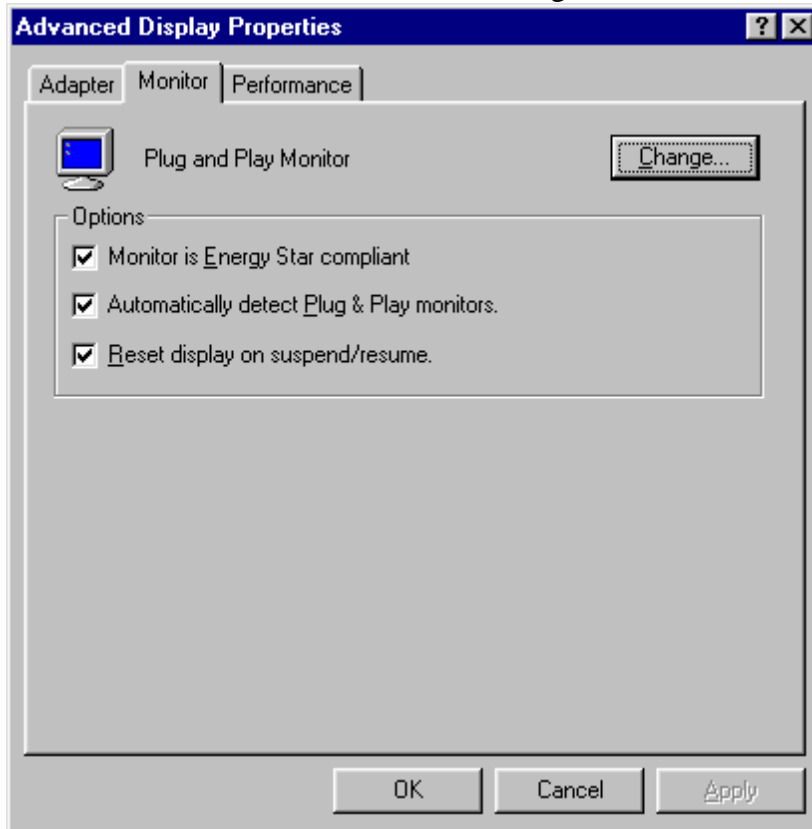 Advanced Display Properties
Adapter Monitor Performance
Plug and Play Monitor Change...
Options
Monitor is Energy Star compliant
Automatically detect Plug & Play monitors.
Reset display on suspend/resume.
OK Cancel Apply